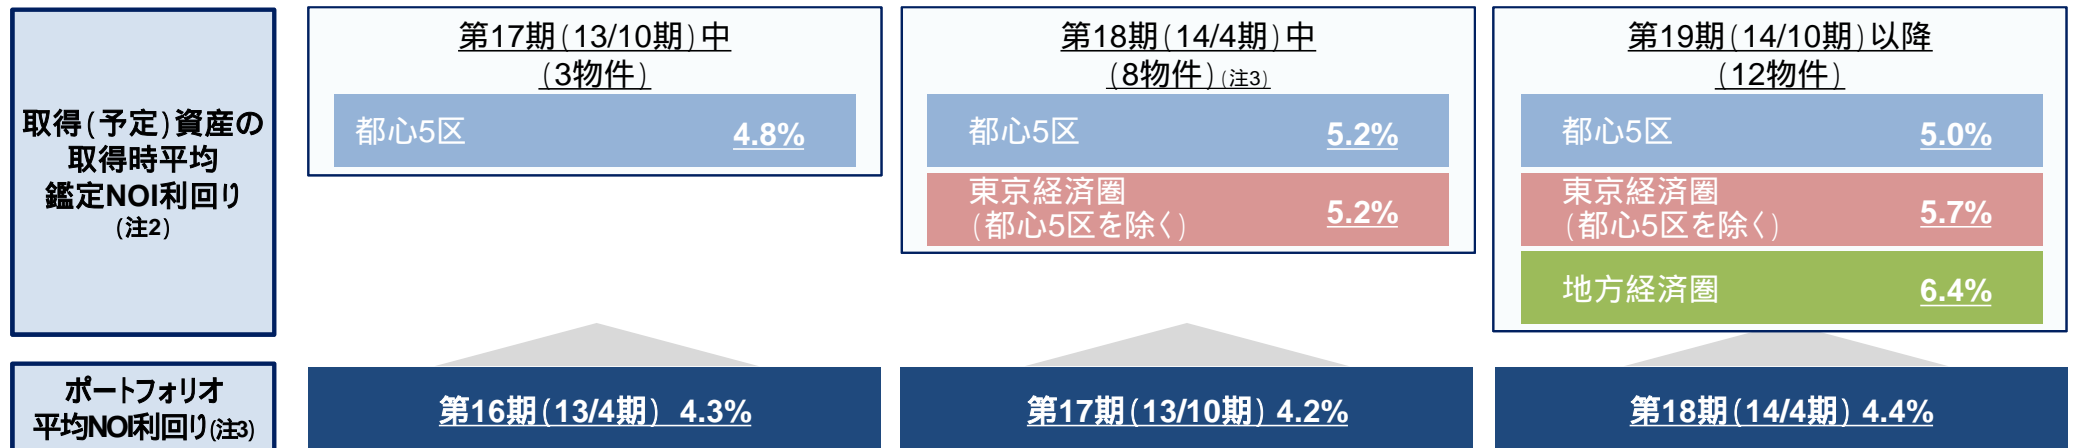 取得(予定)資産の
取得時平均
鑑定NOI利回り
(注2)
第17期(13/10期)中
(3物件)
都心5区 4.8%
第18期(14/4期)中
(8物件)(注3)
都心5区 5.2%
東京経済圏
(都心5区を除く) 5.2%
第19期(14/10期)以降
(12物件)
都心5区 5.0%
東京経済圏
(都心5区を除く) 5.7%
地方経済圏 6.4%
ポートフォリオ
平均NOI利回り(注3)
第16期(13/4期) 4.3%
第17期(13/10期) 4.2%
第18期(14/4期) 4.4%